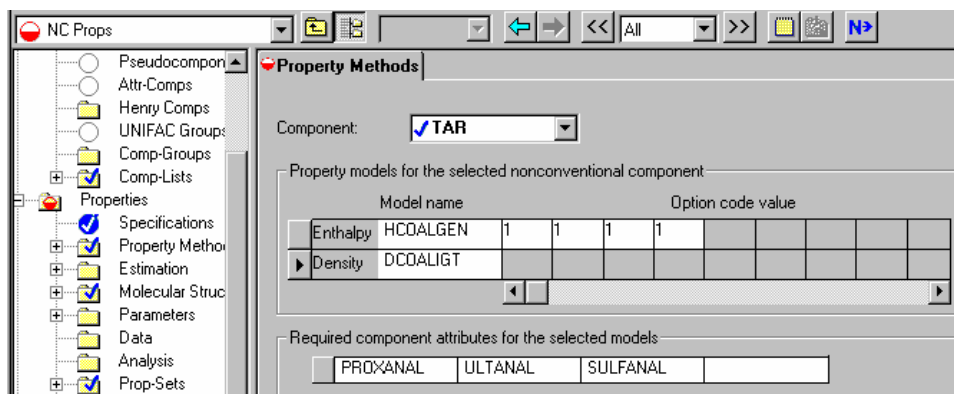 NC Props
<< All >> N>
Pseudocompon
Attr-Comps
Henry Comps
UNIFAC Groups
Comp-Groups
Comp-Lists
Properties
Specifications
Property Metho
Estimation
Molecular Struc
Parameters
Data
Analysis
Prop-Sets
Property Methods
Component: TAR
Property models for the selected nonconventional component
Model name Option code value
Enthalpy HCOALGEN 1 1 1 1
Density DCOALIGT
Required component attributes for the selected models
PROXANAL ULTANAL SULFANAL